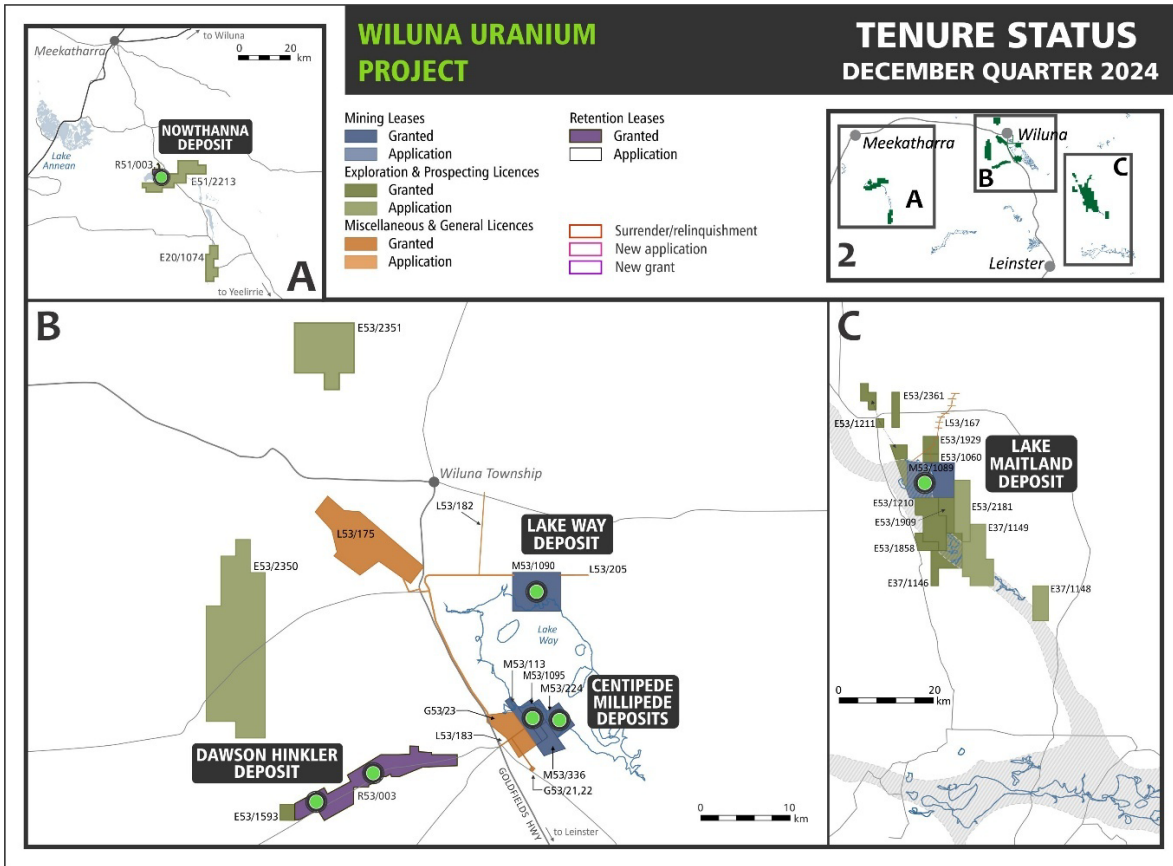 WILUNA URANIUM
PROJECT
TENURE STATUS
DECEMBER QUARTER 2024
Meekatharra
to Wiluna
0 20
km
NOWTHANNA
DEPOSIT
Lake
Annean
R51/003
E51/2213
E20/1074
to Yeelirrie
A
Mining Leases
Granted
Application
Exploration & Prospecting Licences
Granted
Application
Miscellaneous & General Licences
Granted
Application
Retention Leases
Granted
Application
Surrender/relinquishment
New application
New grant
Meekatharra
Wiluna
A
B
C
2
Leinster
B
E53/2351
Wiluna Township
L53/182
L53/175
LAKE WAY
DEPOSIT
M53/1090
L53/205
E53/2350
Lake
Way
M53/113
M53/1095
M53/224
CENTIPEDE
MILLIPEDE
DEPOSITS
G53/23
L53/183
DAWSON HINKLER
DEPOSIT
M53/336
G53/21,22
R53/003
E53/1593
GOLDFIELDS HWY
to Leinster
0 10
km
C
E53/2361
E53/1211
L53/167
E53/1929
E53/1060
LAKE
MAITLAND
DEPOSIT
M53/1089
E53/1210
E53/2181
E53/1909
E37/1149
E53/1858
E37/1146
E37/1148
0 20
km